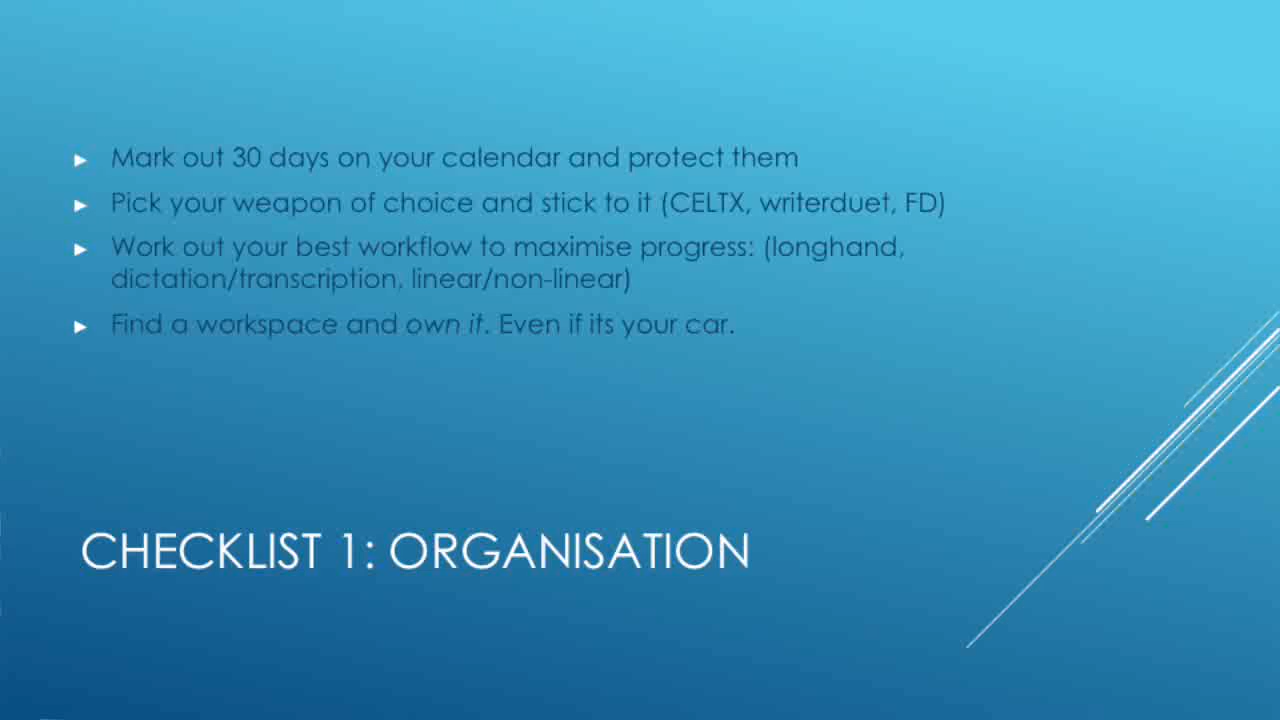 Mark out 30 days on your calendar and protect them
Pick your weapon of choice and stick to it (CELTX, writerduet, FD)
Work out your best workflow to maximise progress: (longhand,
dictation/transcription, linear/non-linear)
Find a workspace and own it. Even if its your car.
CHECKLIST 1: ORGANISATION